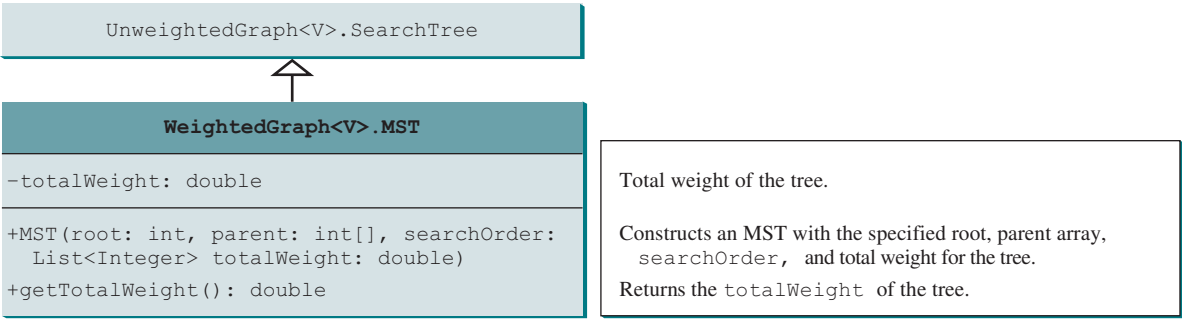 UnweightedGraph<V>.SearchTree
WeightedGraph<V>.MST
-totalWeight: double
Total weight of the tree.
+MST(root: int, parent: int[], searchOrder:
List<Integer> totalWeight: double)
Constructs an MST with the specified root, parent array,
searchOrder, and total weight for the tree.
+getTotalWeight(): double
Returns the totalWeight of the tree.